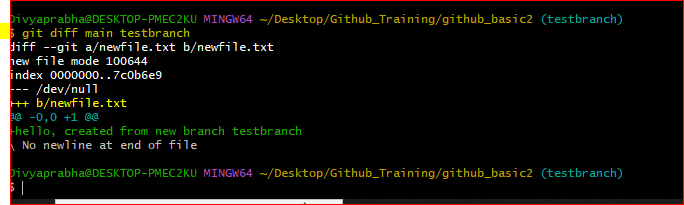 Divyaprabha@DESKTOP-PMEC2KU MINGW64 ~/Desktop/Github_Training/github_basic2 (testbranch)
$ git diff main testbranch
diff --git a/newfile.txt b/newfile.txt
new file mode 100644
index 0000000..7c0b6e9
--- /dev/null
+++ b/newfile.txt
@@ -0,0 +1 @@
+hello, created from new branch testbranch
\ No newline at end of file
Divyaprabha@DESKTOP-PMEC2KU MINGW64 ~/Desktop/Github_Training/github_basic2 (testbranch)
$